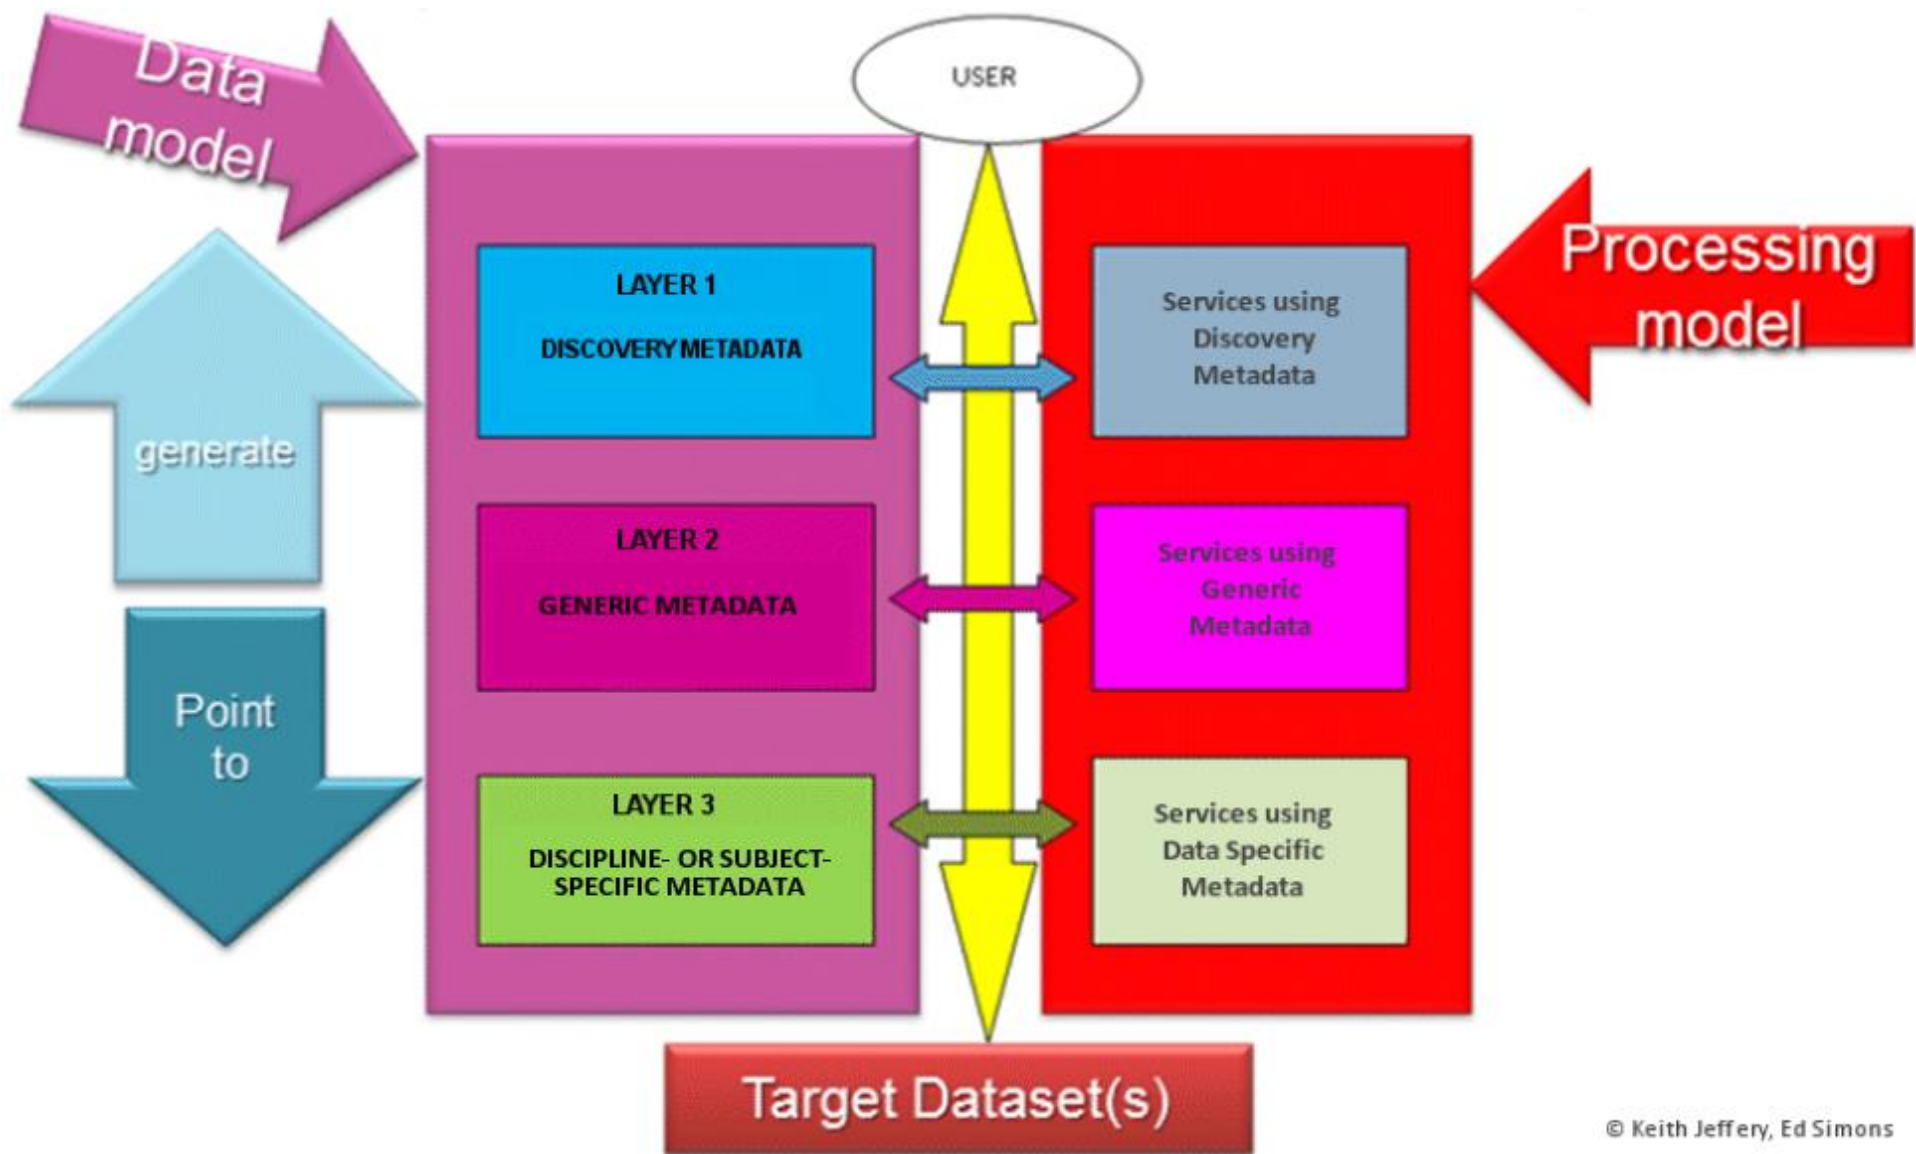 Data
model
USER
LAYER 1
DISCOVERY METADATA
Services using
Discovery
Metadata
Processing
model
generate
LAYER 2
GENERIC METADATA
Services using
Generic
Metadata
Point
to
LAYER 3
DISCIPLINE- OR SUBJECT-
SPECIFIC METADATA
Services using
Data Specific
Metadata
Target Dataset(s)
© Keith Jeffery, Ed Simons